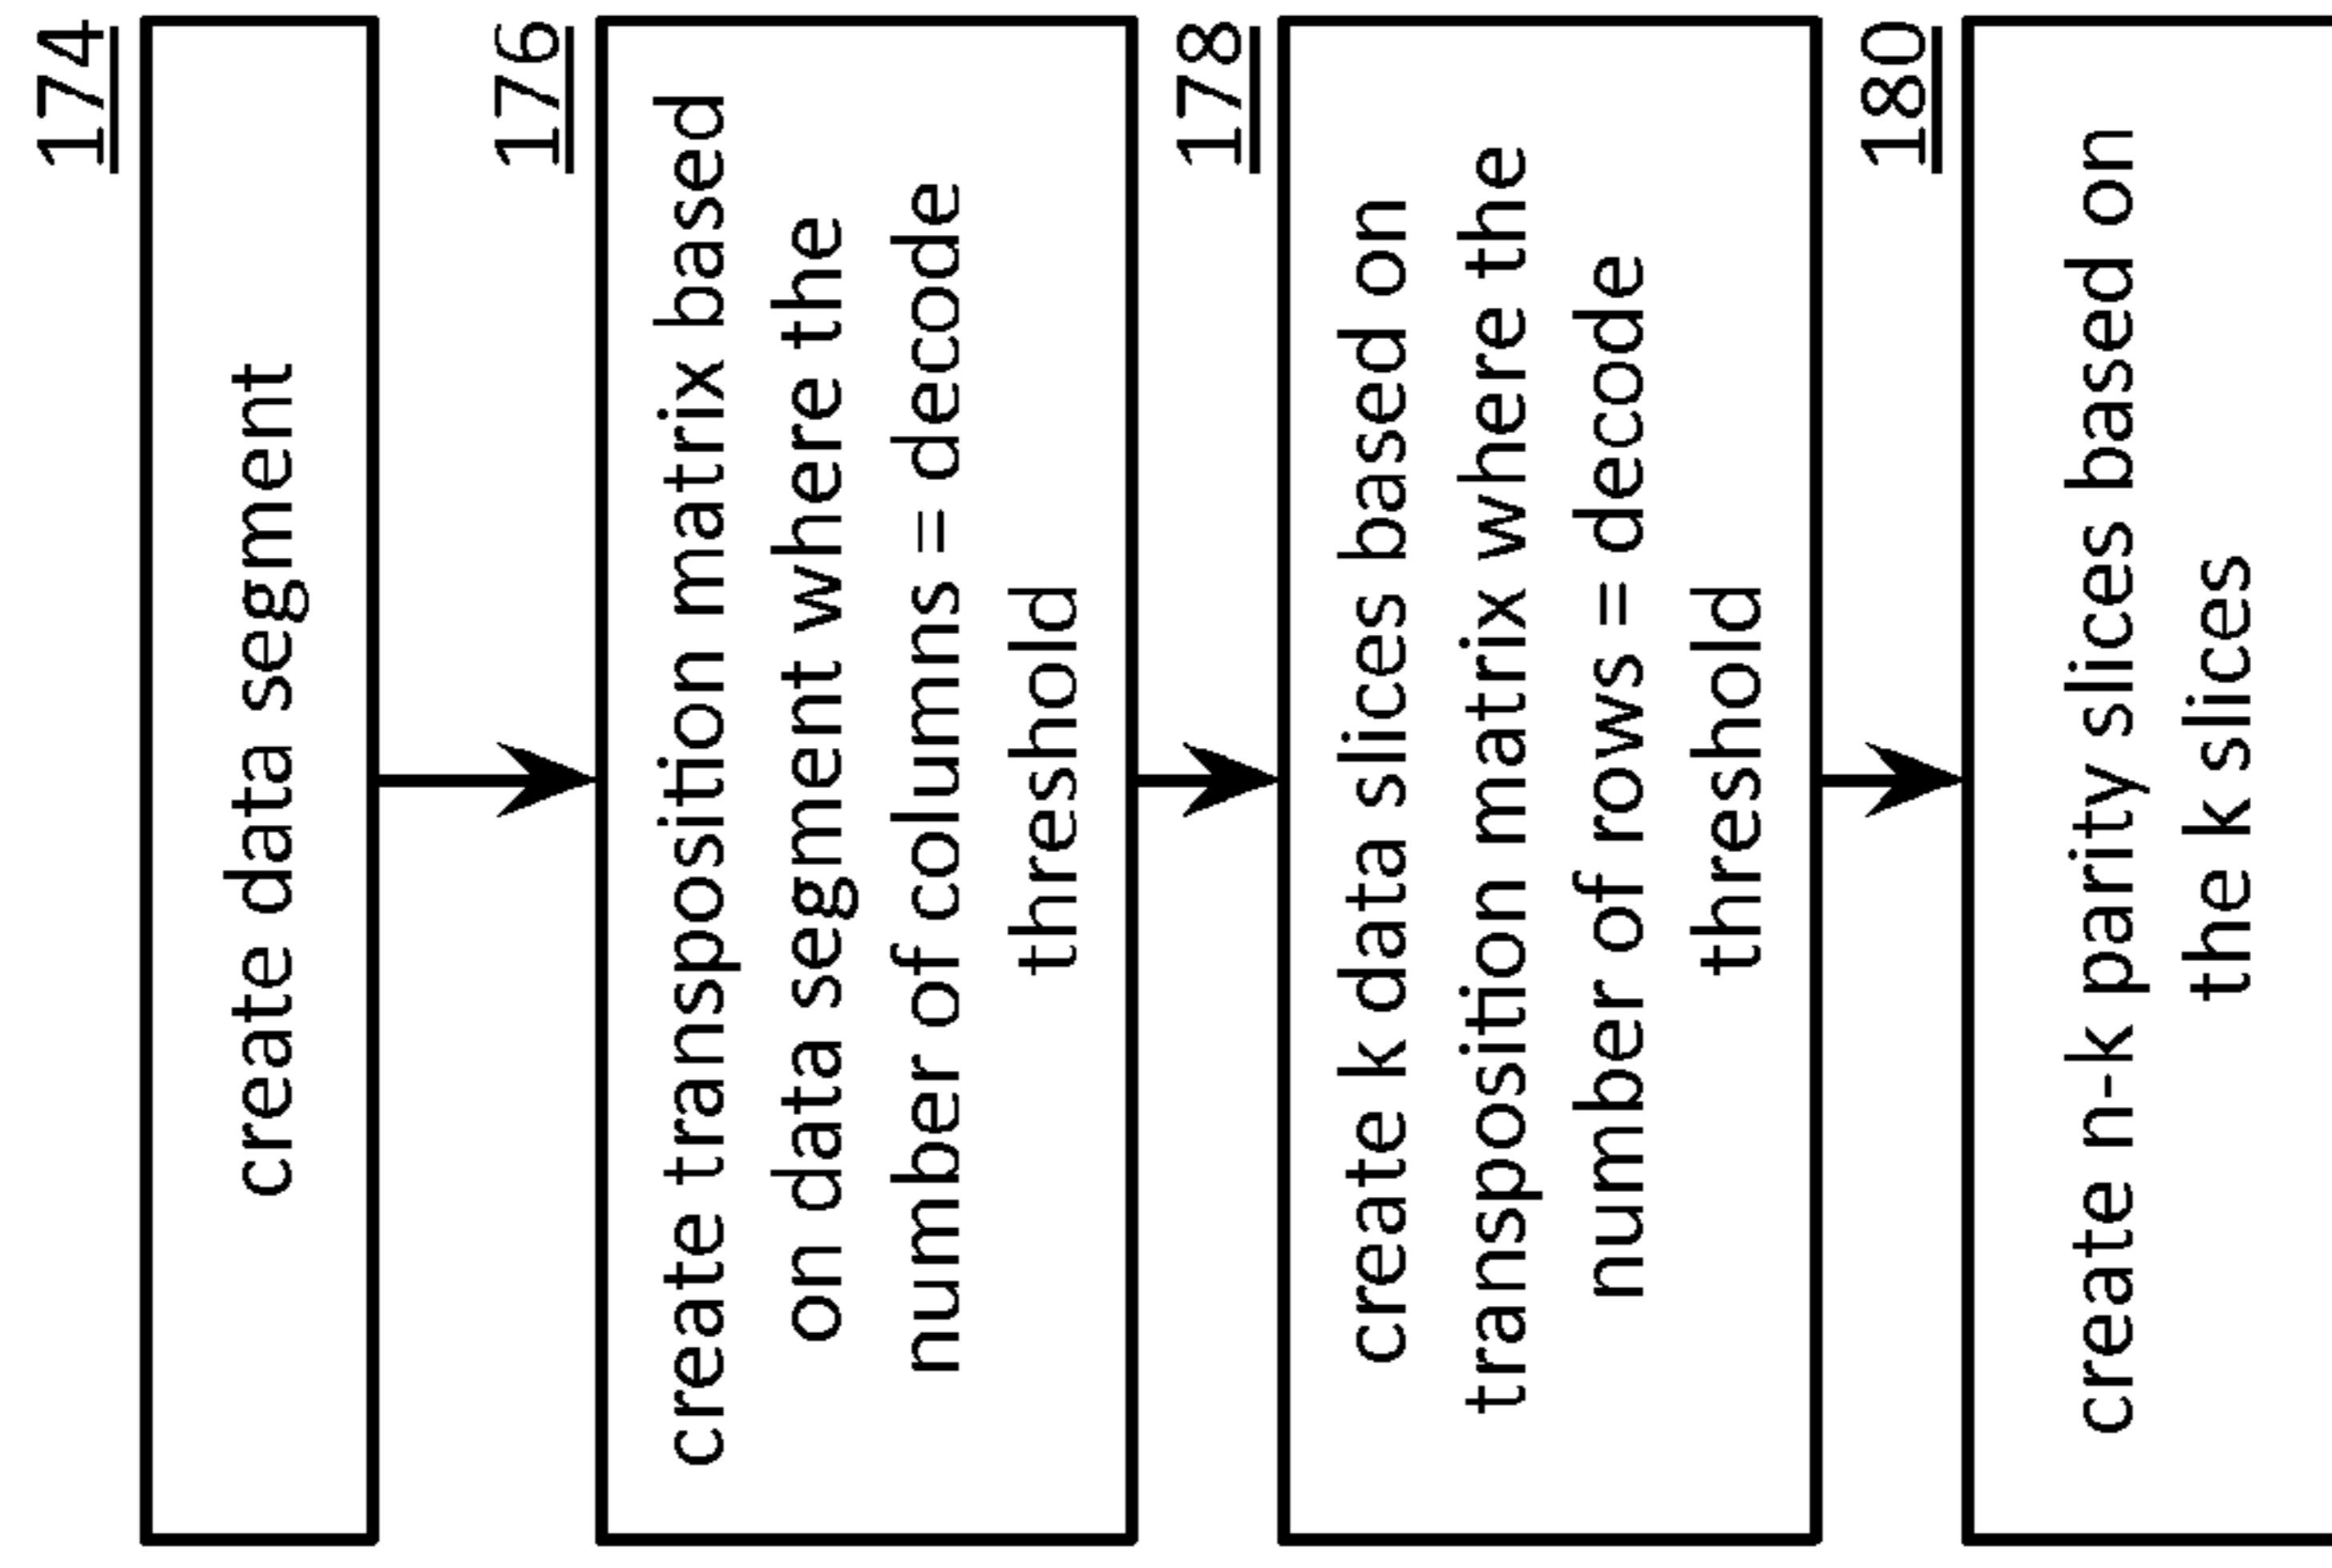 174
create data segment
176
create transposition matrix based
on data segment where the
number of columns = decode
threshold
178
create k data slices based on
transposition matrix where the
number of rows = decode
threshold
180
create n-k parity slices based on
the k slices